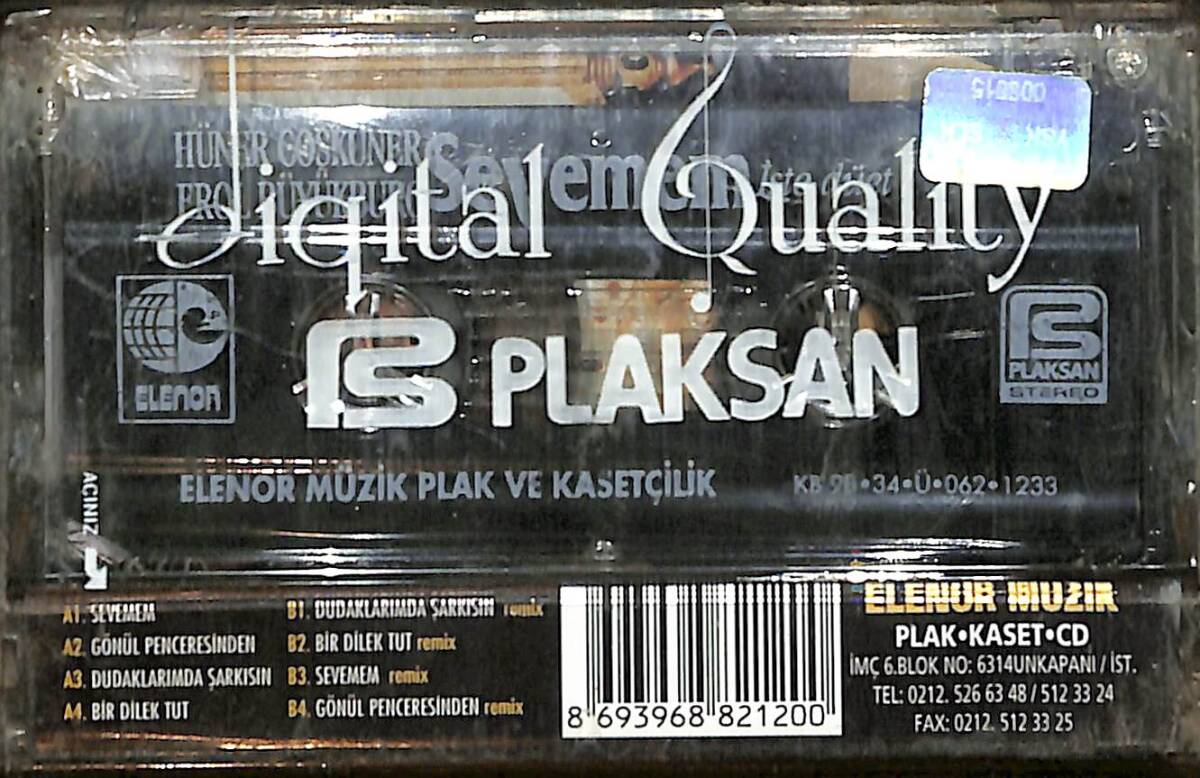 000015
HÜNER COŞKUNER Sevemem İşte düet
EROL BÜYÜKBURÇ
Digital Quality
ELENOR
PLAKSAN
PLAKSAN
STEREO
ELENOR MÜZİK PLAK VE KASETÇİLİK
KB•98•34•Ü•062•1233
AÇINIZ
A1. SEVEMEM
A2. GÖNÜL PENCERESİNDEN
A3. DUDAKLARIMDA ŞARKISIN
A4. BİR DİLEK TUT
B1. DUDAKLARIMDA ŞARKISIN remix
B2. BİR DİLEK TUT remix
B3. SEVEMEM remix
B4. GÖNÜL PENCERESİNDEN remix
8 693968 821200
ELENOR MÜZİK
PLAK•KASET•CD
İMÇ 6.BLOK NO: 6314UNKAPANI / İST.
TEL: 0212. 526 63 48 / 512 33 24
FAX: 0212. 512 33 25